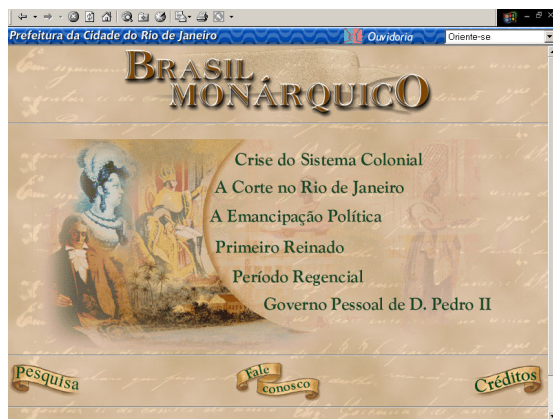 Prefeitura da Cidade do Rio de Janeiro
Ouvidoria
Oriente-se
BRASIL
MONÁRQUICO
Crise do Sistema Colonial
A Corte no Rio de Janeiro
A Emancipação Política
Primeiro Reinado
Período Regencial
Governo Pessoal de D. Pedro II
Pesquisa
Fale
conosco
Créditos